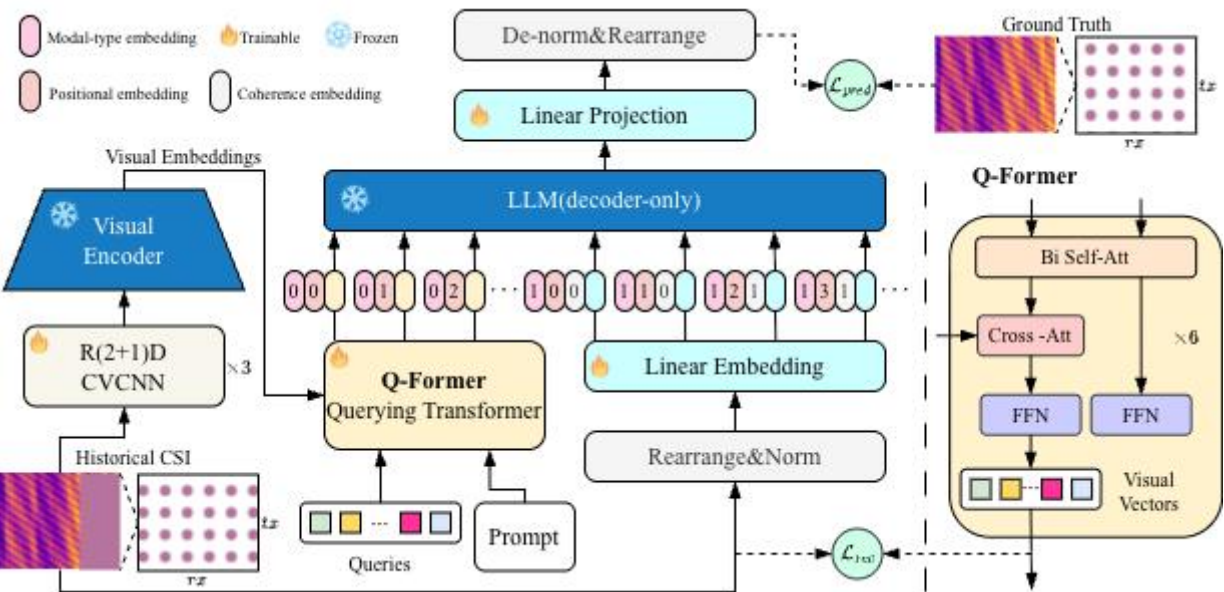 Modal-type embedding
Trainable
Frozen
Positional embedding
Coherence embedding
De-norm&Rearrange
Ground Truth
ℒpred
tx
rx
Linear Projection
Visual Embeddings
LLM(decoder-only)
Q-Former
Visual
Encoder
Bi Self-Att
0 0
0 1
0 2
...
1 0 0
1 1 0
1 2 1
1 3 1
...
Cross -Att
×6
R(2+1)D
CVCNN
×3
Q-Former
Querying Transformer
Linear Embedding
FFN
FFN
Historical CSI
Rearrange&Norm
Visual
Vectors
...
tx
rx
...
Queries
Prompt